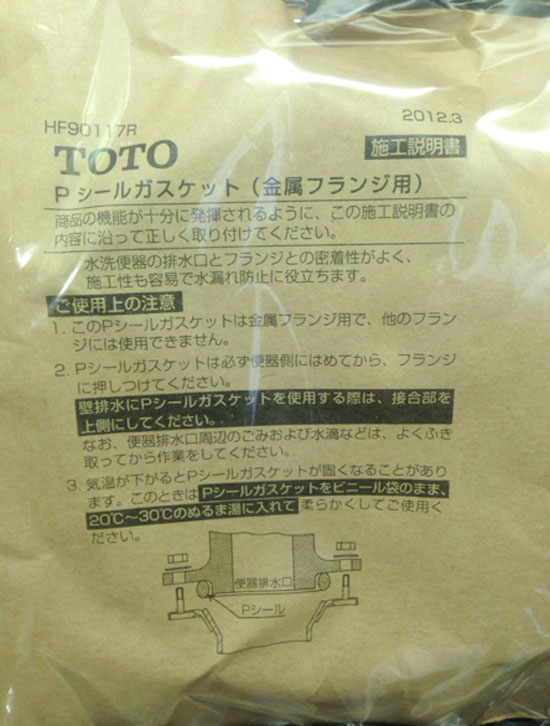 HF90117R
2012.3
TOTO
施工説明書
Pシールガスケット（金属フランジ用）
商品の機能が十分に発揮されるように、この施工説明書の
内容に沿って正しく取り付けてください。
水洗便器の排水口とフランジとの密着性がよく、
施工性も容易で水漏れ防止に役立ちます。
ご使用上の注意
1. このPシールガスケットは金属フランジ用で、他のフラン
ジには使用できません。
2. Pシールガスケットは必ず便器側にはめてから、フランジ
に押しつけてください。
壁排水にPシールガスケットを使用する際は、接合部を
上側にしてください。
なお、便器排水口周辺のごみおよび水滴などは、よくふき
取ってから作業をしてください。
3. 気温が下がるとPシールガスケットが固くなることがあり
ます。このときはPシールガスケットをビニール袋のまま、
20℃〜30℃のぬるま湯に入れて柔らかくしてご使用く
ださい。
便器排水口
Pシール